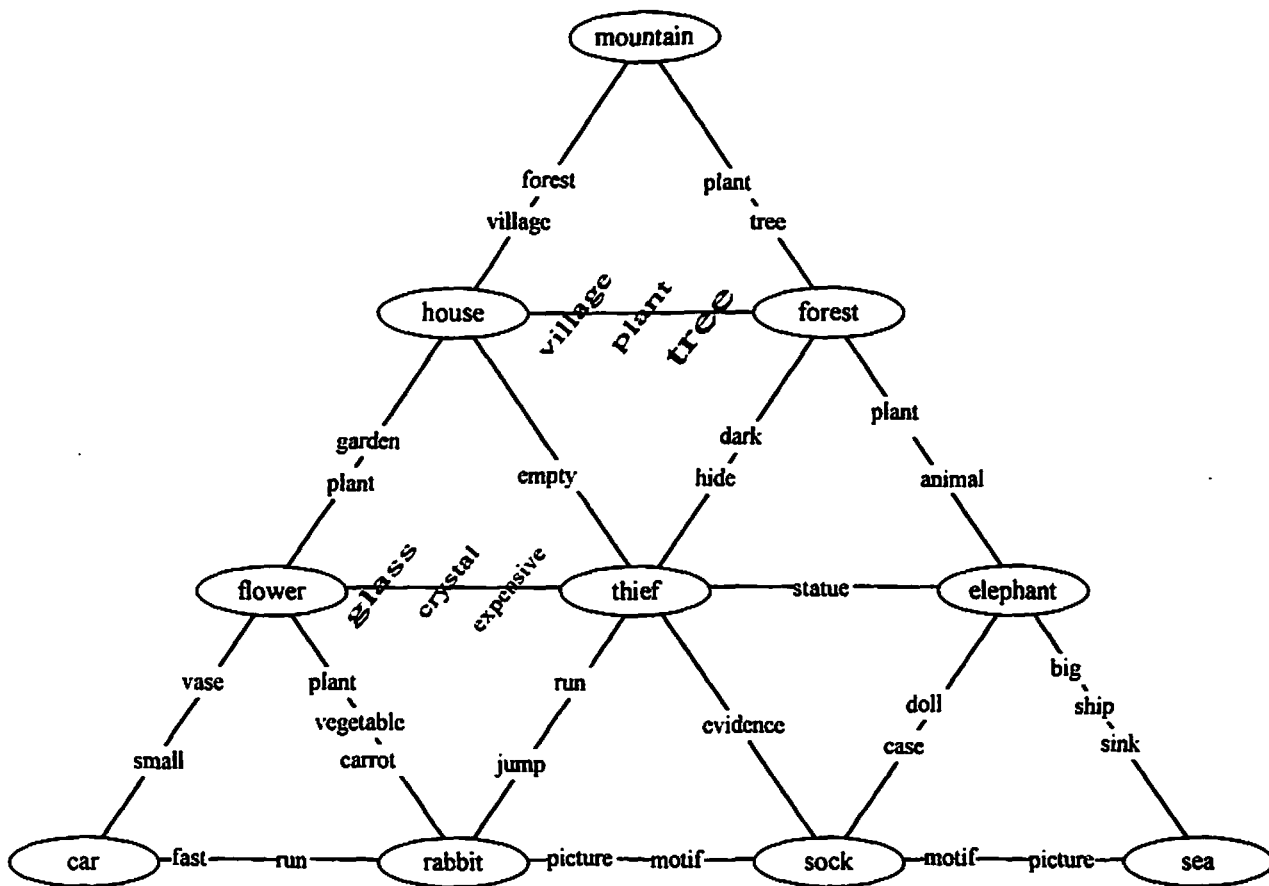 mountain
forest plant
village tree
house village plant tree forest
garden dark plant
plant empty hide animal
flower glass crystal expensive thief statue elephant
vase plant run big
vegetable evidence doll ship
small carrot jump case sink
car fast run rabbit picture motif sock motif picture sea